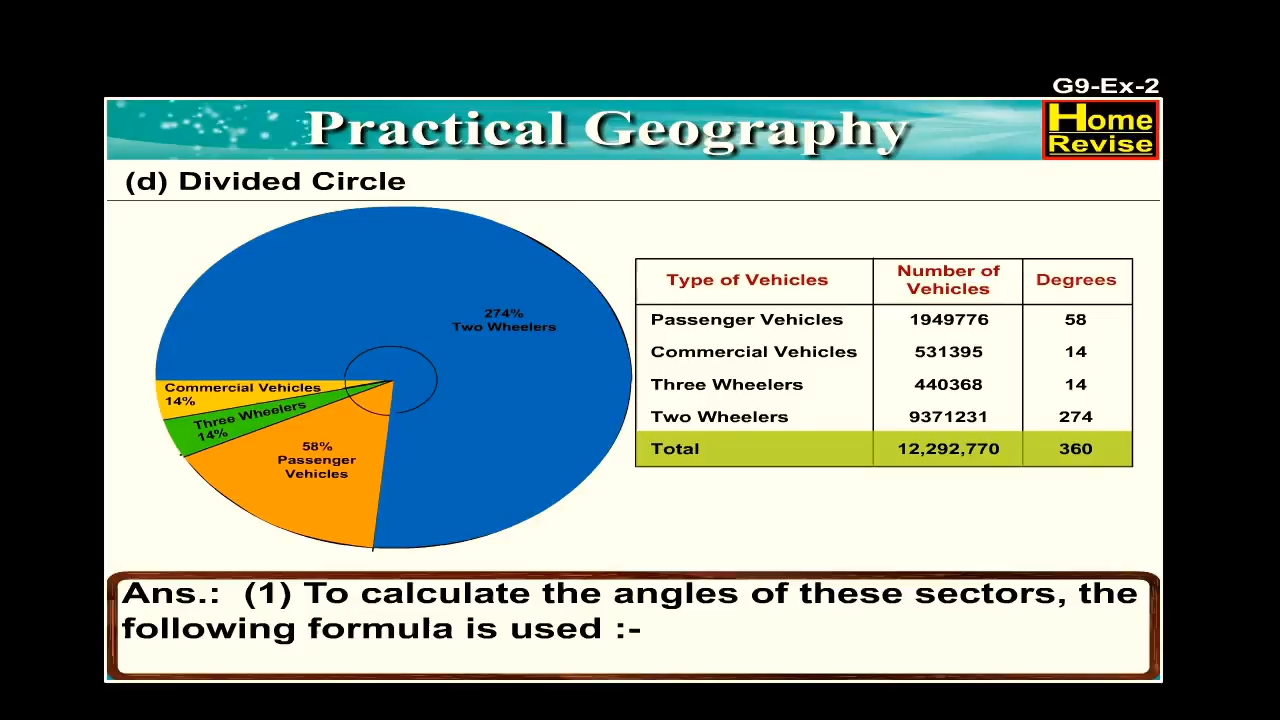 G9-Ex-2
Practical Geography
Home
Revise
(d) Divided Circle
274%
Two Wheelers
Commercial Vehicles
14%
Three Wheelers
14%
58%
Passenger
Vehicles
Type of Vehicles Number of Vehicles Degrees
Passenger Vehicles 1949776 58
Commercial Vehicles 531395 14
Three Wheelers 440368 14
Two Wheelers 9371231 274
Total 12,292,770 360
Ans.: (1) To calculate the angles of these sectors, the
following formula is used :-